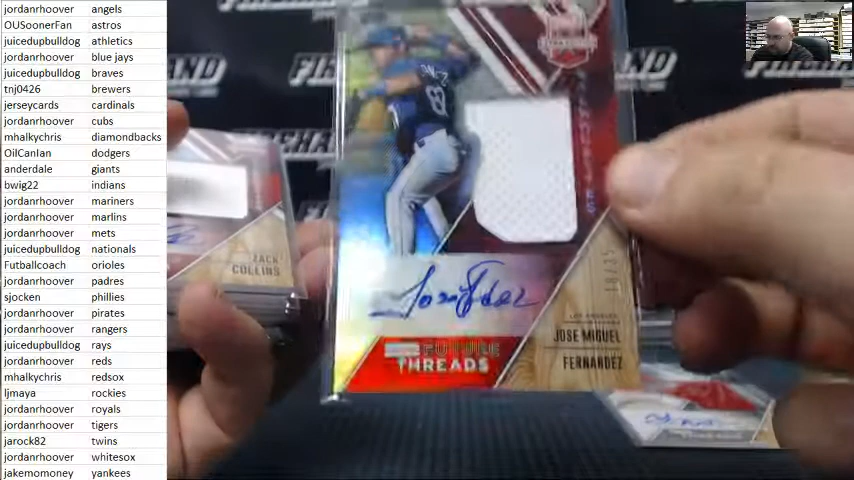 jordanrhoover angels
OUSoonerFan astros
juicedupbulldog athletics
jordanrhoover blue jays
juicedupbulldog braves
tnj0426 brewers
jerseycards cardinals
jordanrhoover cubs
mhalkychris diamondbacks
OilCanIan dodgers
anderdale giants
bwig22 indians
jordanrhoover mariners
jordanrhoover marlins
jordanrhoover mets
juicedupbulldog nationals
Futballcoach orioles
jordanrhoover padres
sjocken phillies
jordanrhoover pirates
jordanrhoover rangers
juicedupbulldog rays
jordanrhoover reds
mhalkychris redsox
ljmaya rockies
jordanrhoover royals
jordanrhoover tigers
jarock82 twins
jordanrhoover whitesox
jakemomoney yankees
ZACK
COLLINS
LOS ANGELES
JOSE MIGUEL
FERNANDEZ
FUTURE
THREADS